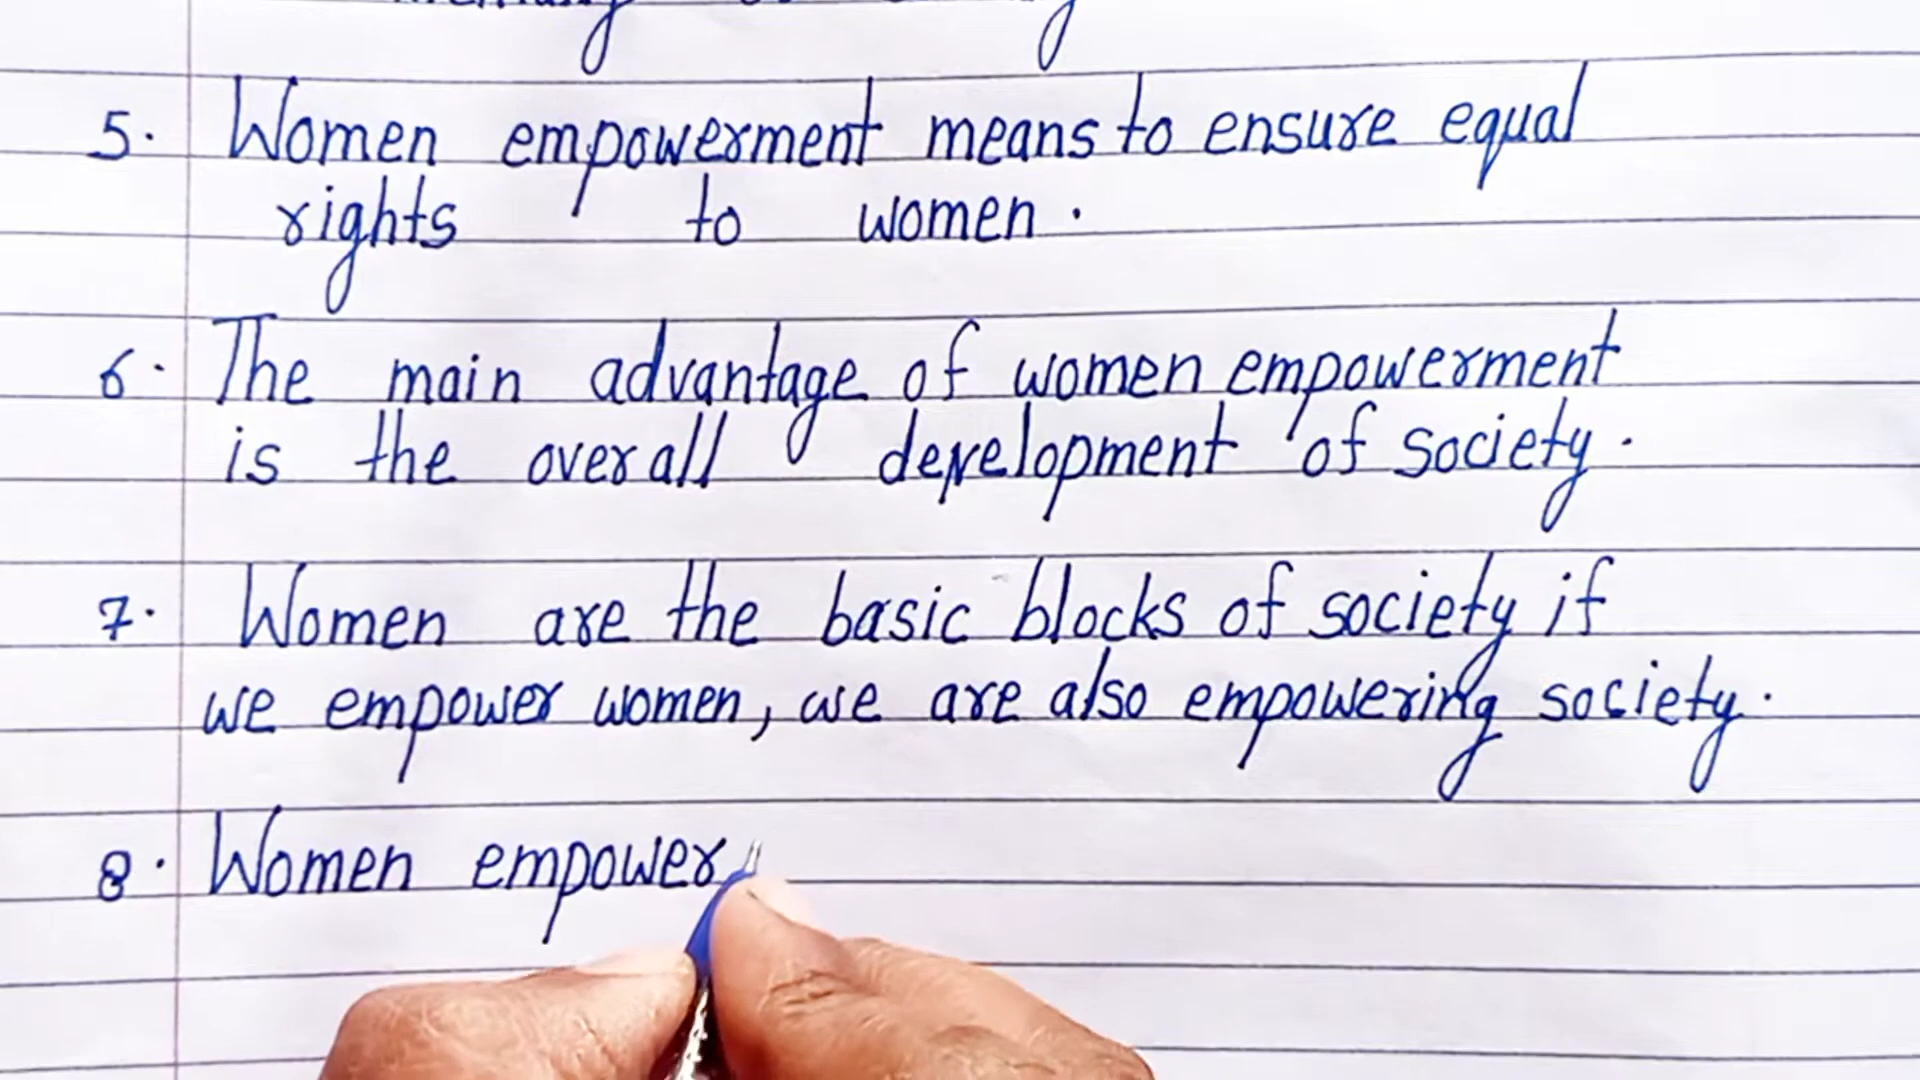 5. Women empowerment means to ensure equal
rights to women.
6. The main advantage of women empowerment
is the overall development of society.
7. Women are the basic blocks of society if
we empower women, we are also empowering society.
8. Women empower